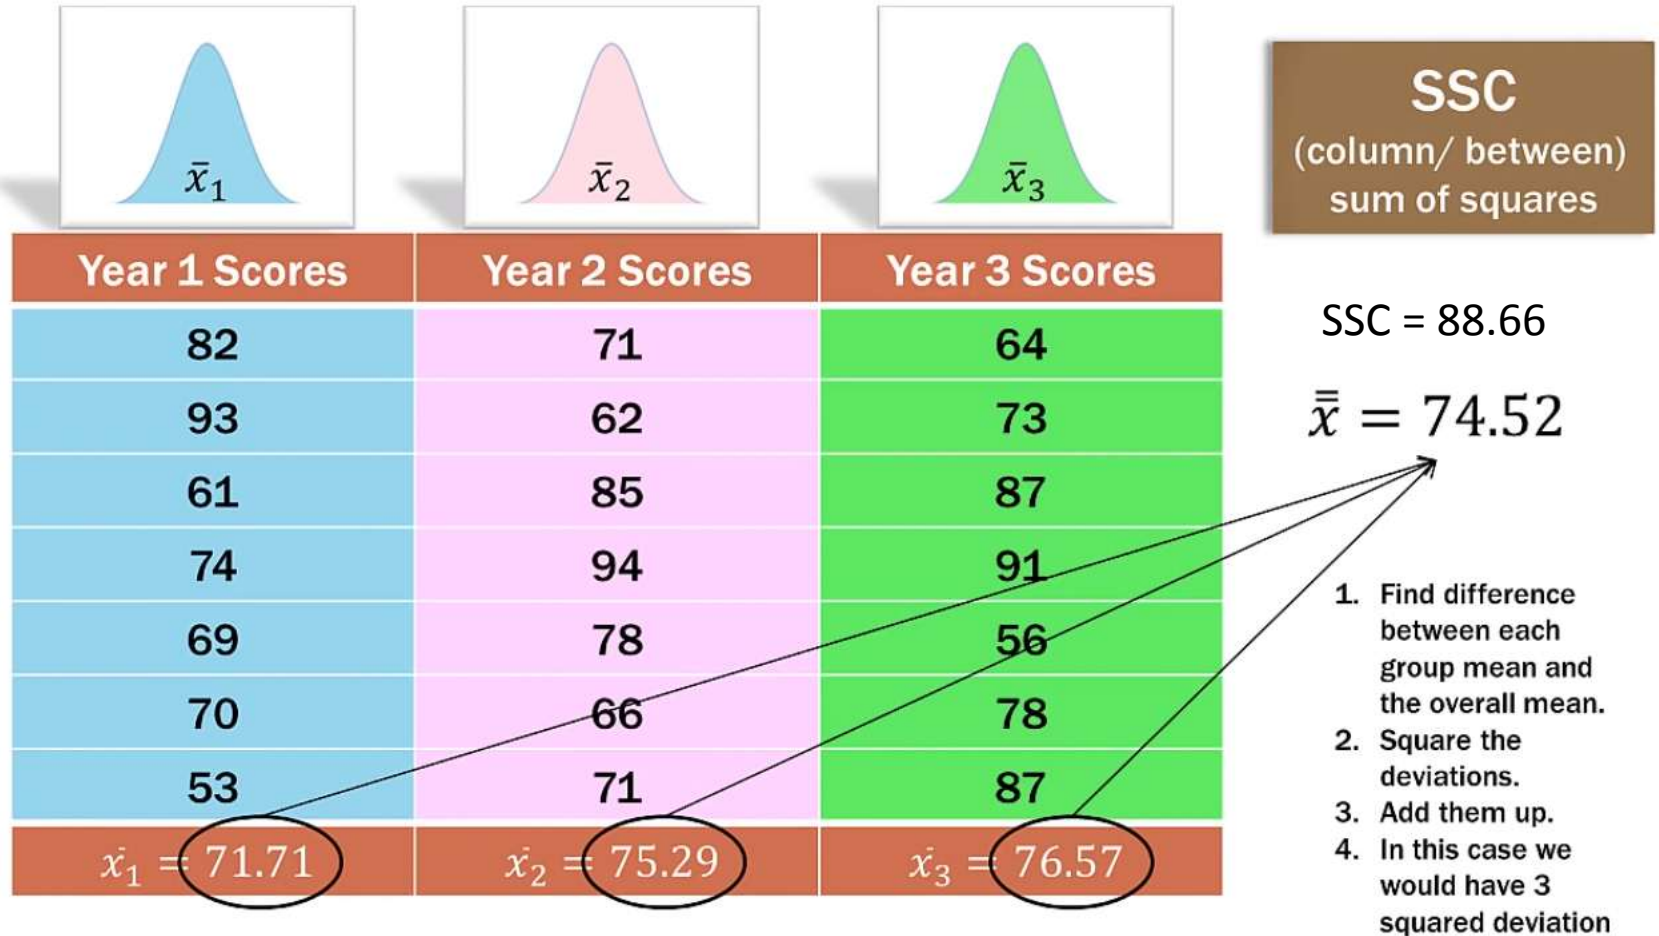 x̄₁
x̄₂
x̄₃
SSC
(column/ between)
sum of squares
Year 1 Scores Year 2 Scores Year 3 Scores
82 71 64
93 62 73
61 85 87
74 94 91
69 78 56
70 66 78
53 71 87
x̄₁ = 71.71 x̄₂ = 75.29 x̄₃ = 76.57
SSC = 88.66
x̿ = 74.52
1. Find difference
between each
group mean and
the overall mean.
2. Square the
deviations.
3. Add them up.
4. In this case we
would have 3
squared deviation